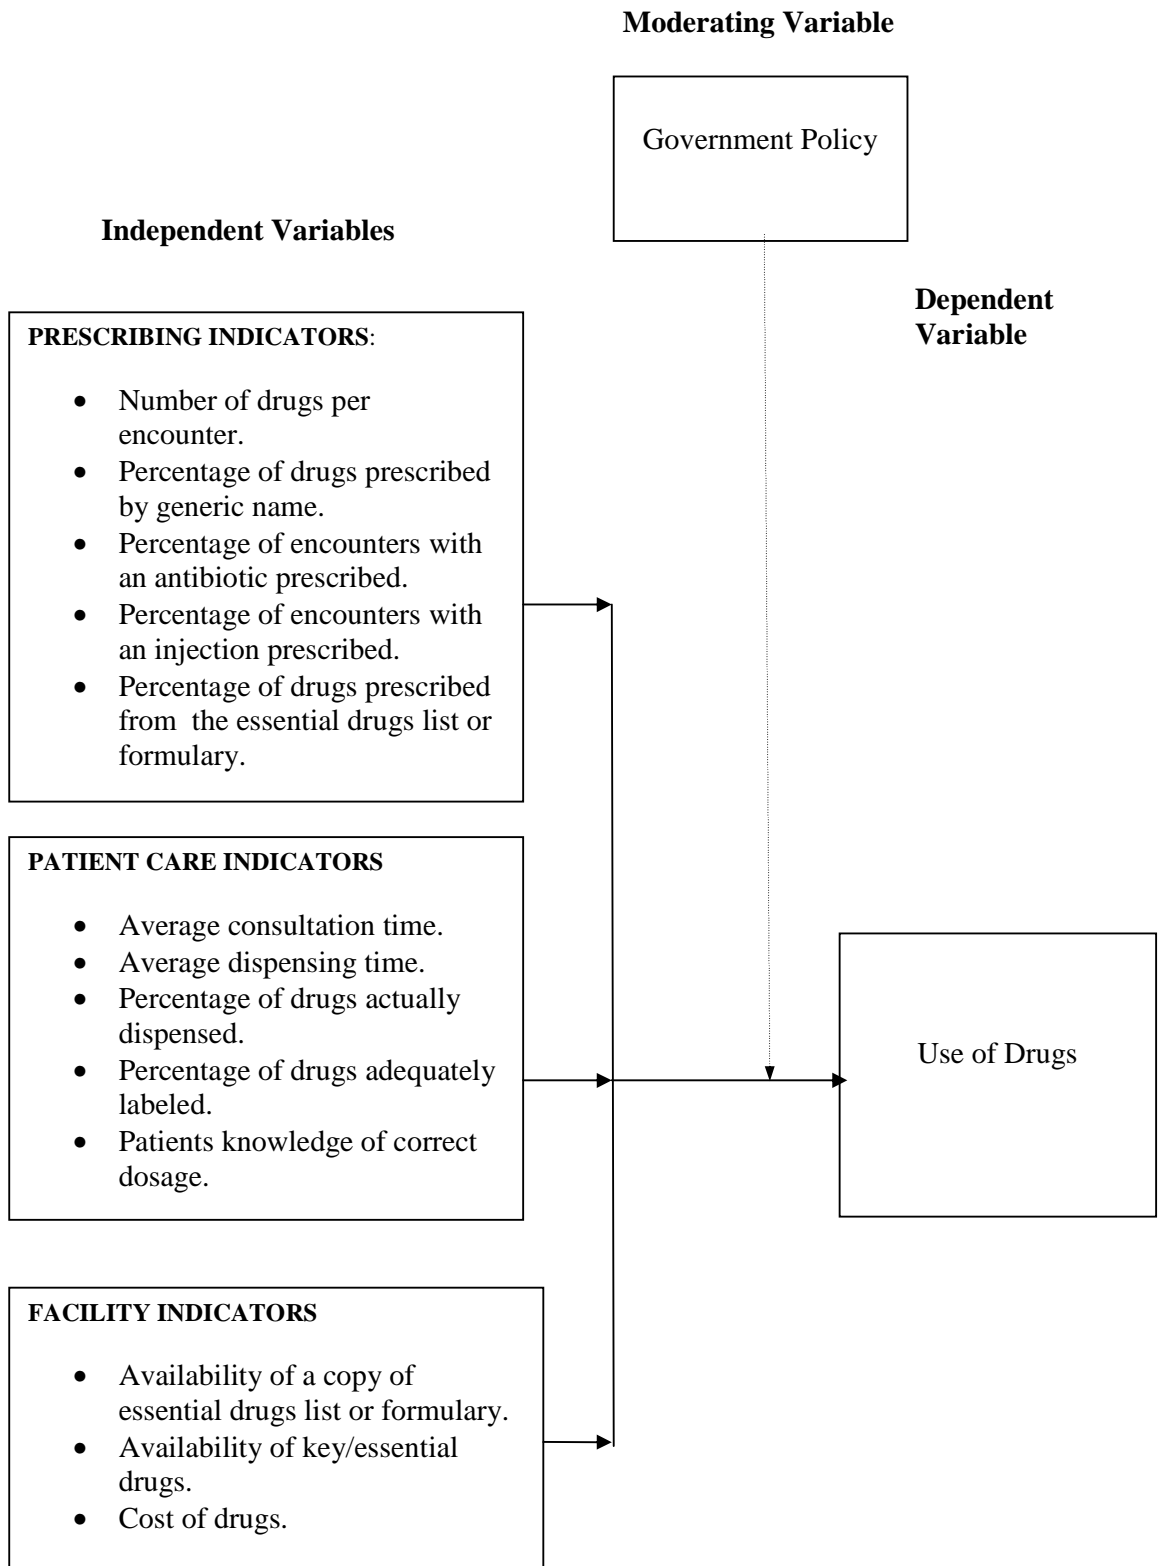 Moderating Variable
Government Policy
Independent Variables
Dependent
Variable
PRESCRIBING INDICATORS:
• Number of drugs per
encounter.
• Percentage of drugs prescribed
by generic name.
• Percentage of encounters with
an antibiotic prescribed.
• Percentage of encounters with
an injection prescribed.
• Percentage of drugs prescribed
from the essential drugs list or
formulary.
PATIENT CARE INDICATORS
• Average consultation time.
• Average dispensing time.
• Percentage of drugs actually
dispensed.
• Percentage of drugs adequately
labeled.
• Patients knowledge of correct
dosage.
Use of Drugs
FACILITY INDICATORS
• Availability of a copy of
essential drugs list or formulary.
• Availability of key/essential
drugs.
• Cost of drugs.